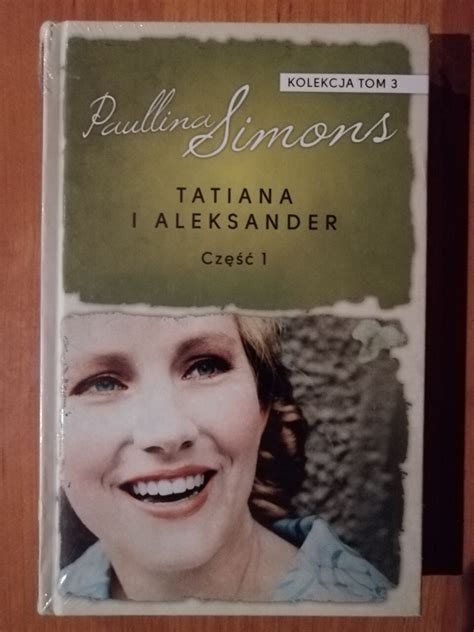 KOLEKCJA TOM 3
Paullina Simons
TATIANA
I ALEKSANDER
Część 1